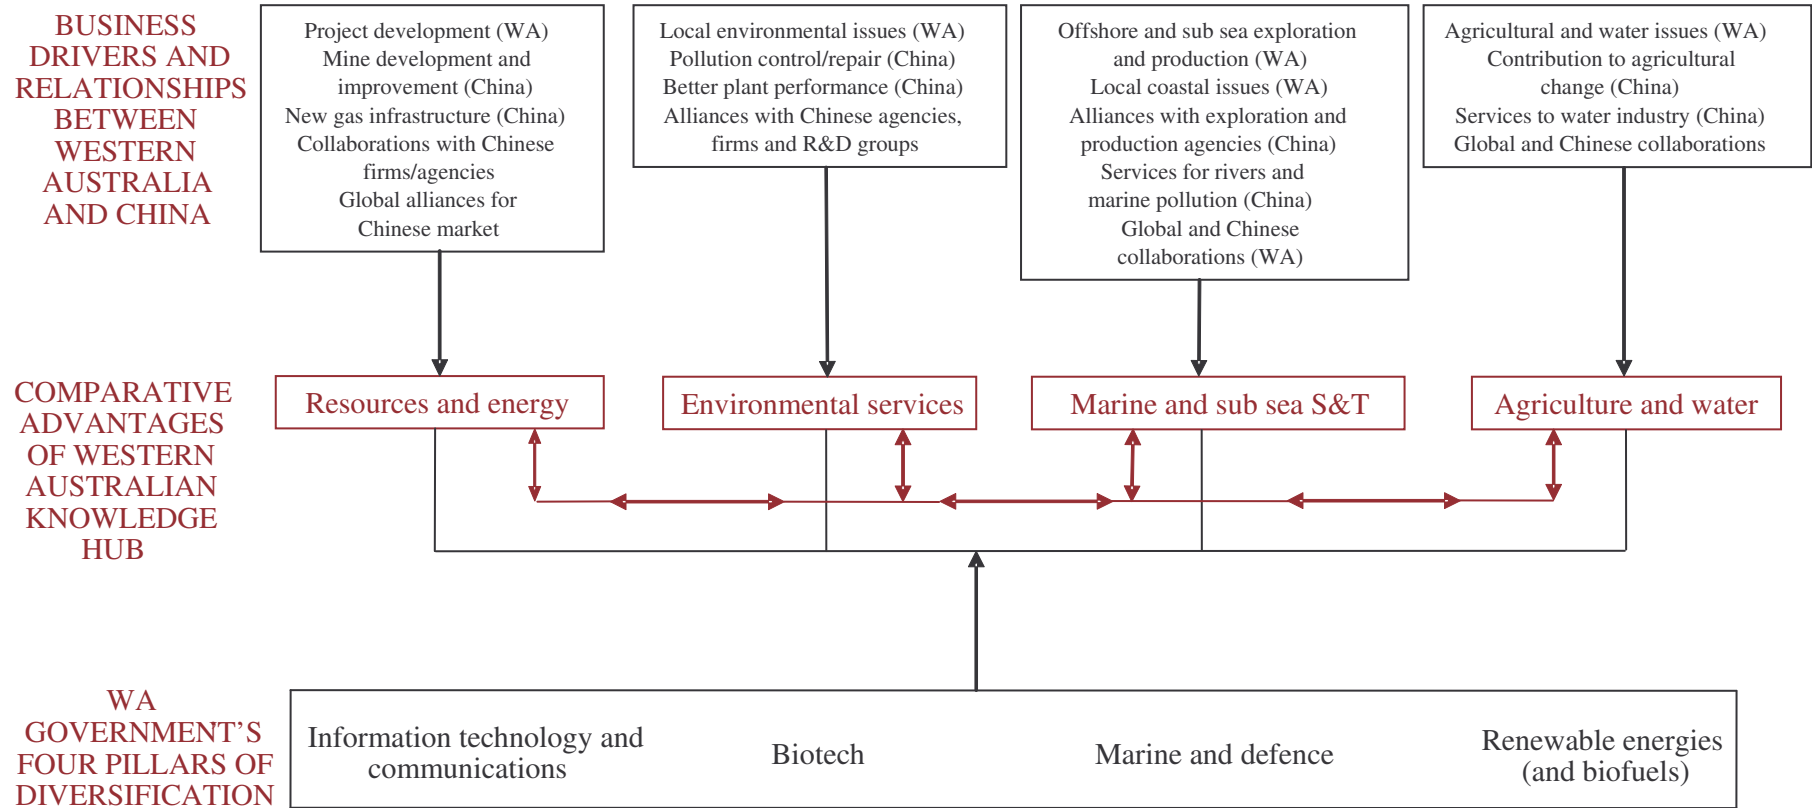 BUSINESS
DRIVERS AND
RELATIONSHIPS
BETWEEN
WESTERN
AUSTRALIA
AND CHINA
Project development (WA)
Mine development and
improvement (China)
New gas infrastructure (China)
Collaborations with Chinese
firms/agencies
Global alliances for
Chinese market
Local environmental issues (WA)
Pollution control/repair (China)
Better plant performance (China)
Alliances with Chinese agencies,
firms and R&D groups
Offshore and sub sea exploration
and production (WA)
Local coastal issues (WA)
Alliances with exploration and
production agencies (China)
Services for rivers and
marine pollution (China)
Global and Chinese
collaborations (WA)
Agricultural and water issues (WA)
Contribution to agricultural
change (China)
Services to water industry (China)
Global and Chinese collaborations
COMPARATIVE
ADVANTAGES
OF WESTERN
AUSTRALIAN
KNOWLEDGE
HUB
Resources and energy
Environmental services
Marine and sub sea S&T
Agriculture and water
WA
GOVERNMENT'S
FOUR PILLARS OF
DIVERSIFICATION
Information technology and
communications
Biotech
Marine and defence
Renewable energies
(and biofuels)